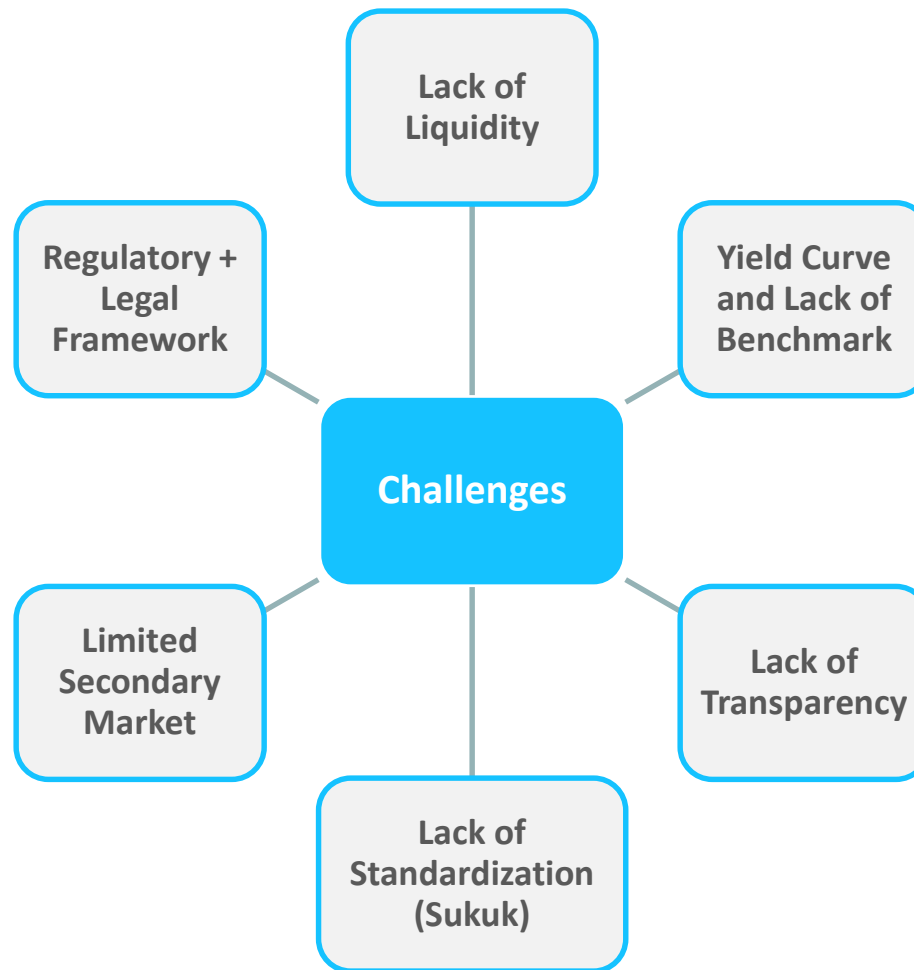 Lack of
Liquidity
Regulatory +
Legal
Framework
Yield Curve
and Lack of
Benchmark
Challenges
Limited
Secondary
Market
Lack of
Transparency
Lack of
Standardization
(Sukuk)